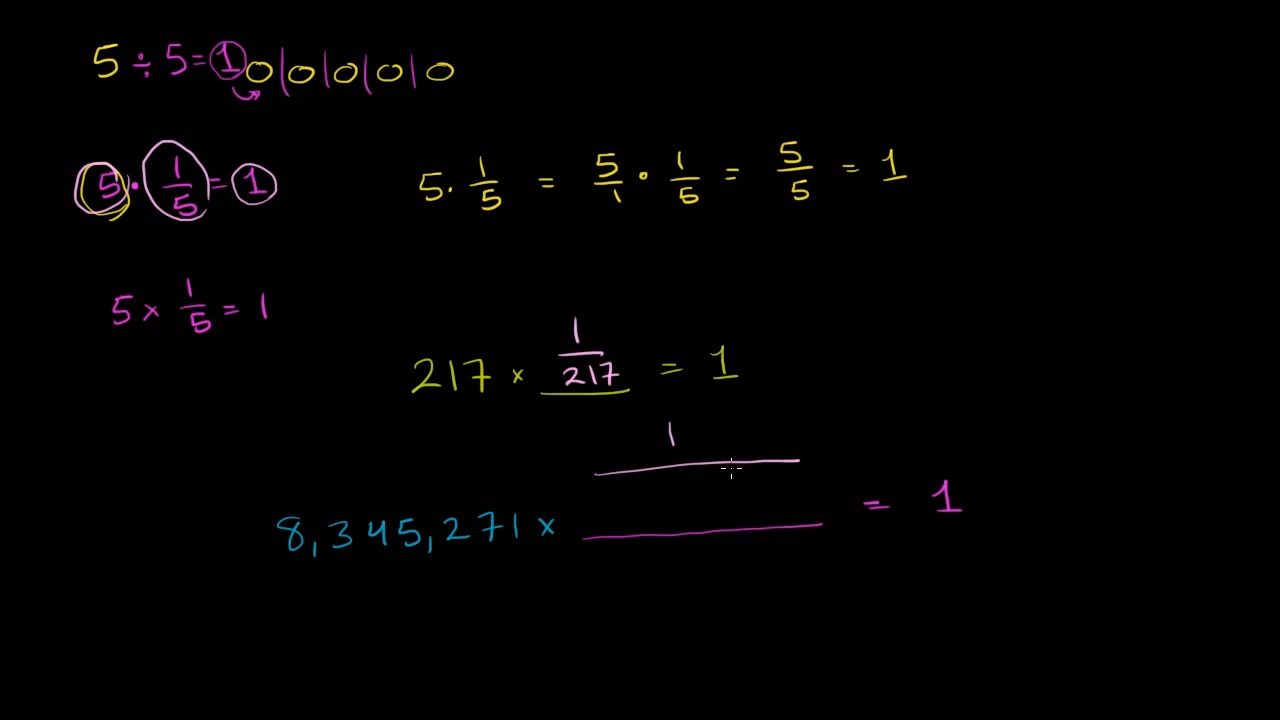 5 ÷ 5 = 1 0|0|0|0|0
5 · 1/5 = 1
5 · 1/5 = 5/1 · 1/5 = 5/5 = 1
5 × 1/5 = 1
217 × 1/217 = 1
1
8,345,271 × = 1